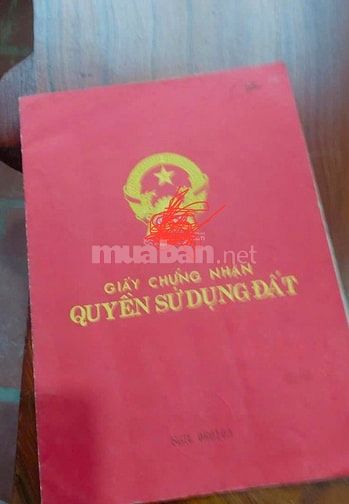 muaban.net
GIẤY CHỨNG NHẬN
QUYỀN SỬ DỤNG ĐẤT